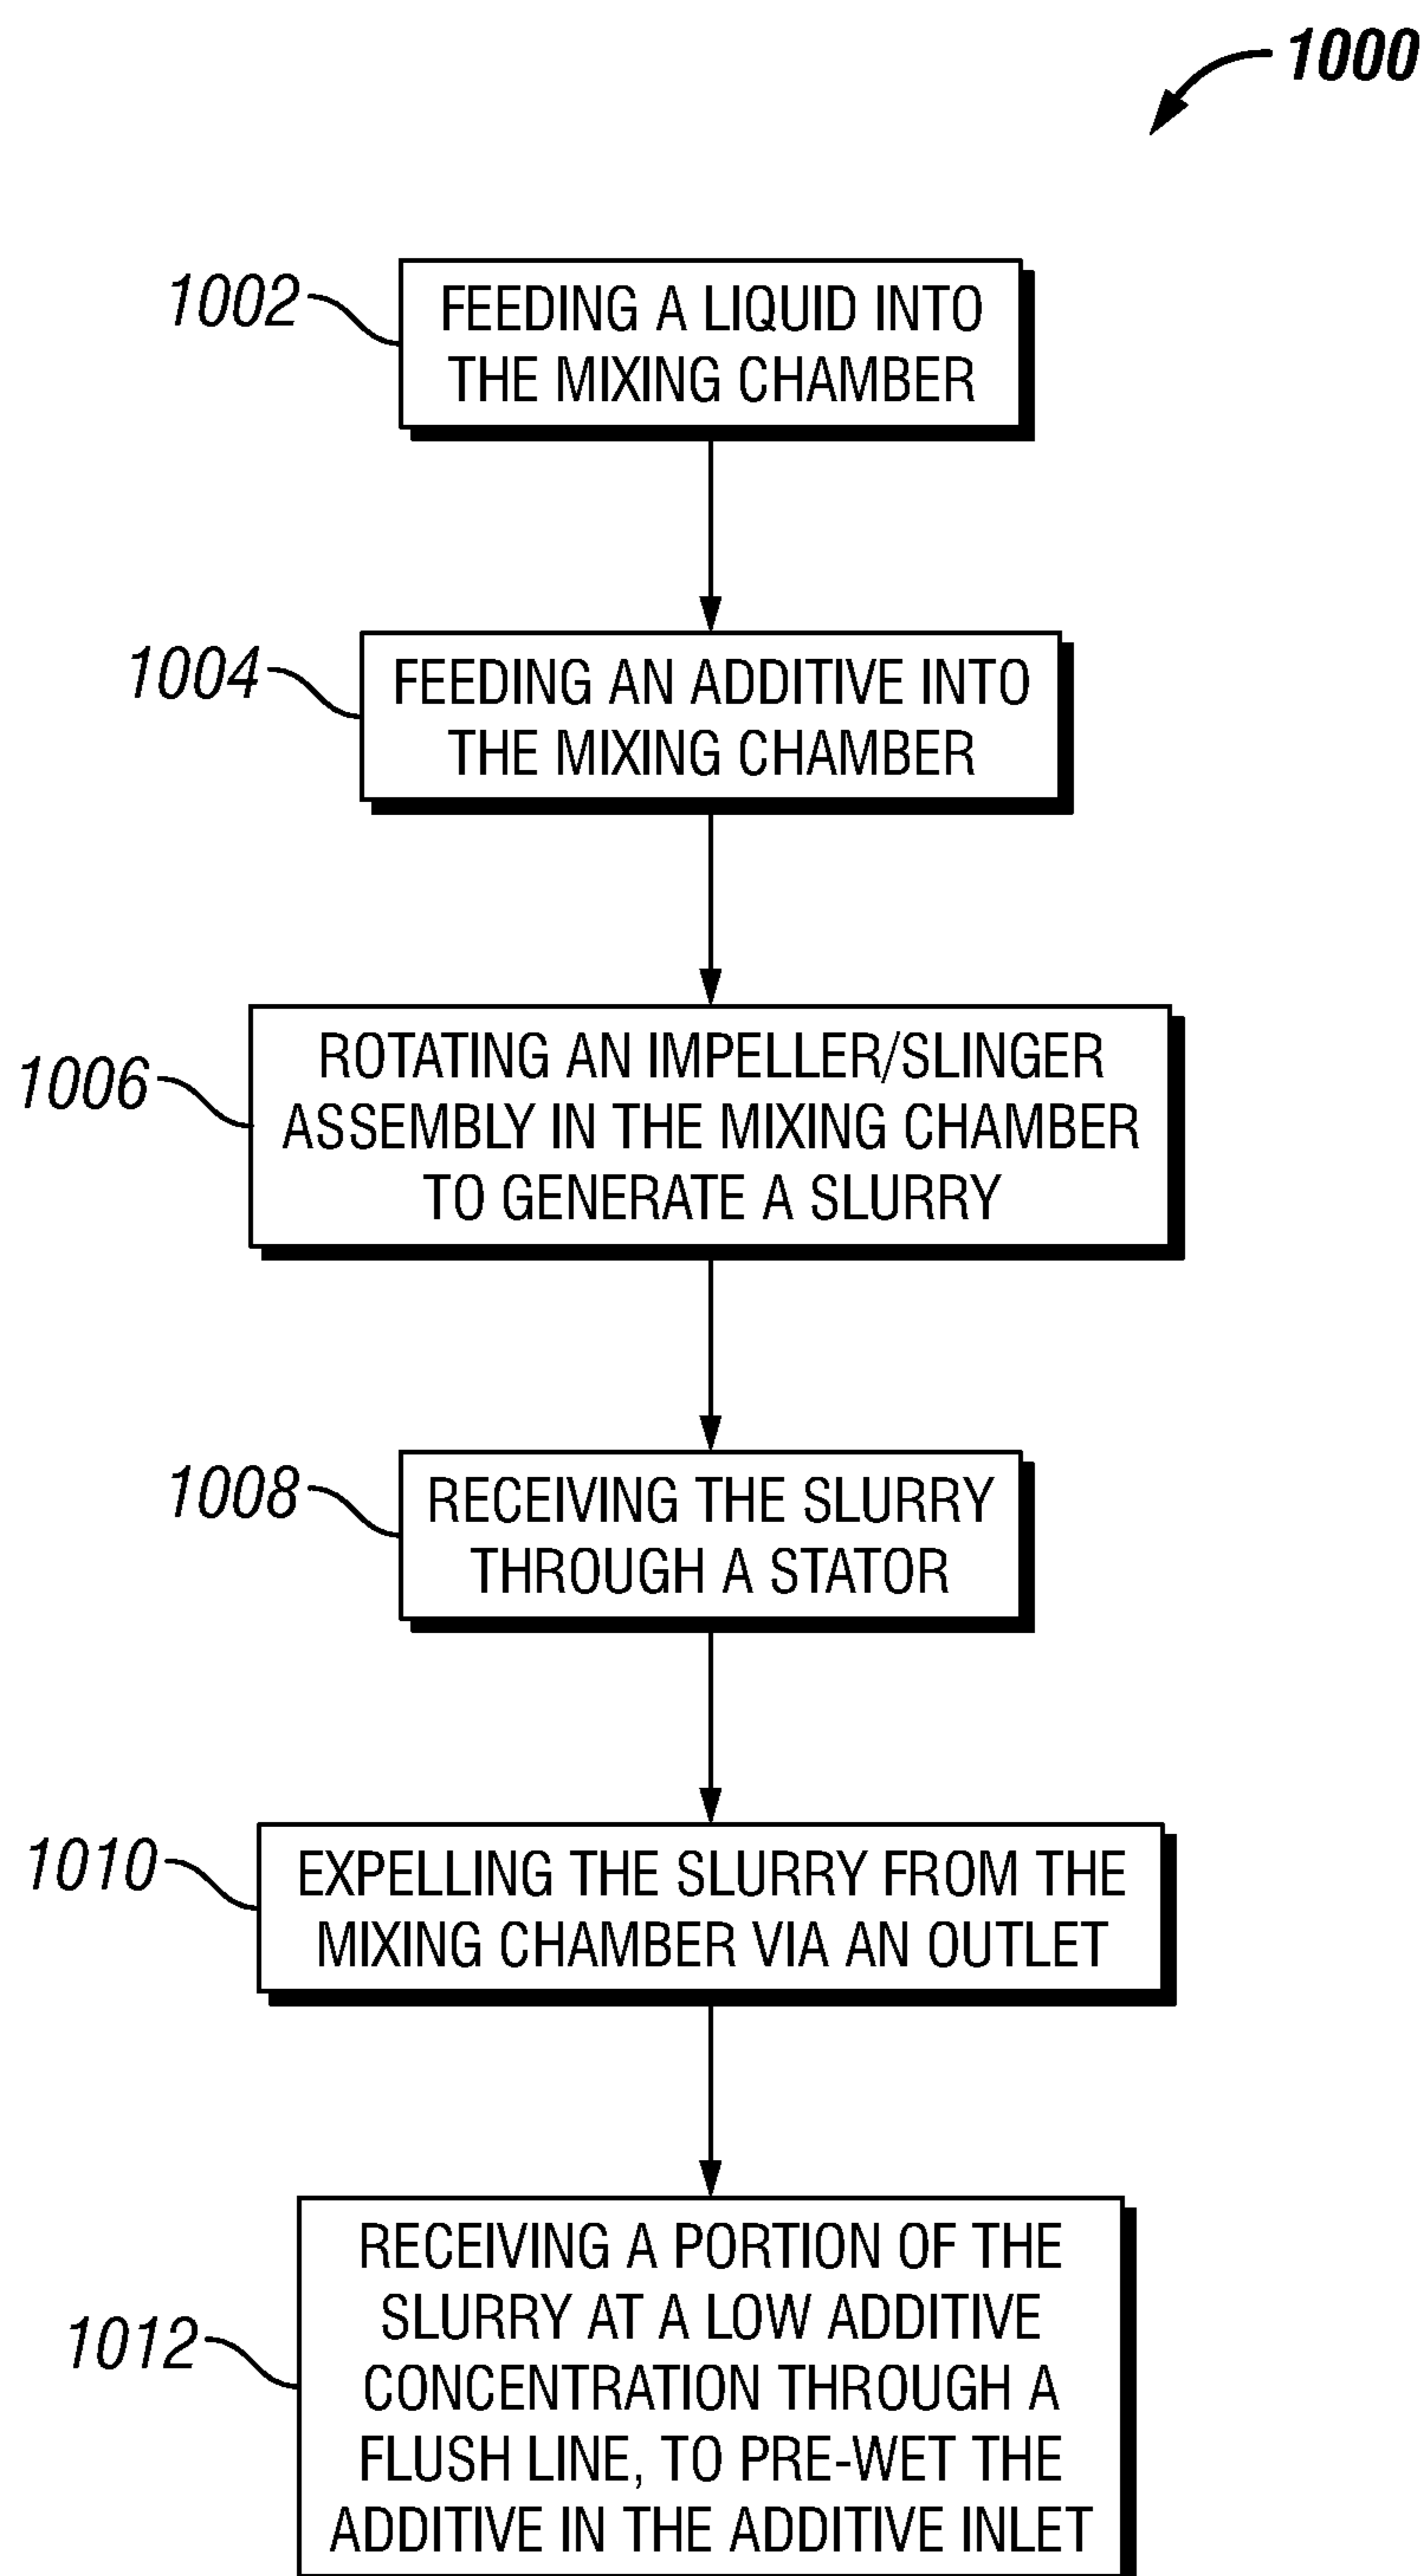 1000
1002
FEEDING A LIQUID INTO
THE MIXING CHAMBER
1004
FEEDING AN ADDITIVE INTO
THE MIXING CHAMBER
1006
ROTATING AN IMPELLER/SLINGER
ASSEMBLY IN THE MIXING CHAMBER
TO GENERATE A SLURRY
1008
RECEIVING THE SLURRY
THROUGH A STATOR
1010
EXPELLING THE SLURRY FROM THE
MIXING CHAMBER VIA AN OUTLET
1012
RECEIVING A PORTION OF THE
SLURRY AT A LOW ADDITIVE
CONCENTRATION THROUGH A
FLUSH LINE, TO PRE-WET THE
ADDITIVE IN THE ADDITIVE INLET